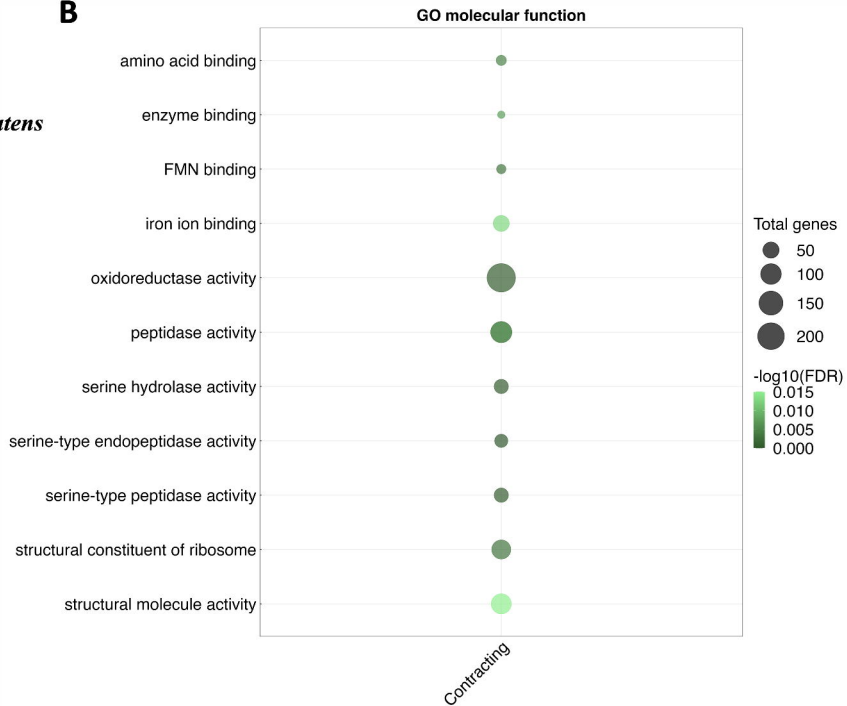 B
GO molecular function
amino acid binding
enzyme binding
FMN binding
iron ion binding
oxidoreductase activity
peptidase activity
serine hydrolase activity
serine-type endopeptidase activity
serine-type peptidase activity
structural constituent of ribosome
structural molecule activity
Contracting
Total genes
50
100
150
200
-log10(FDR)
0.015
0.010
0.005
0.000